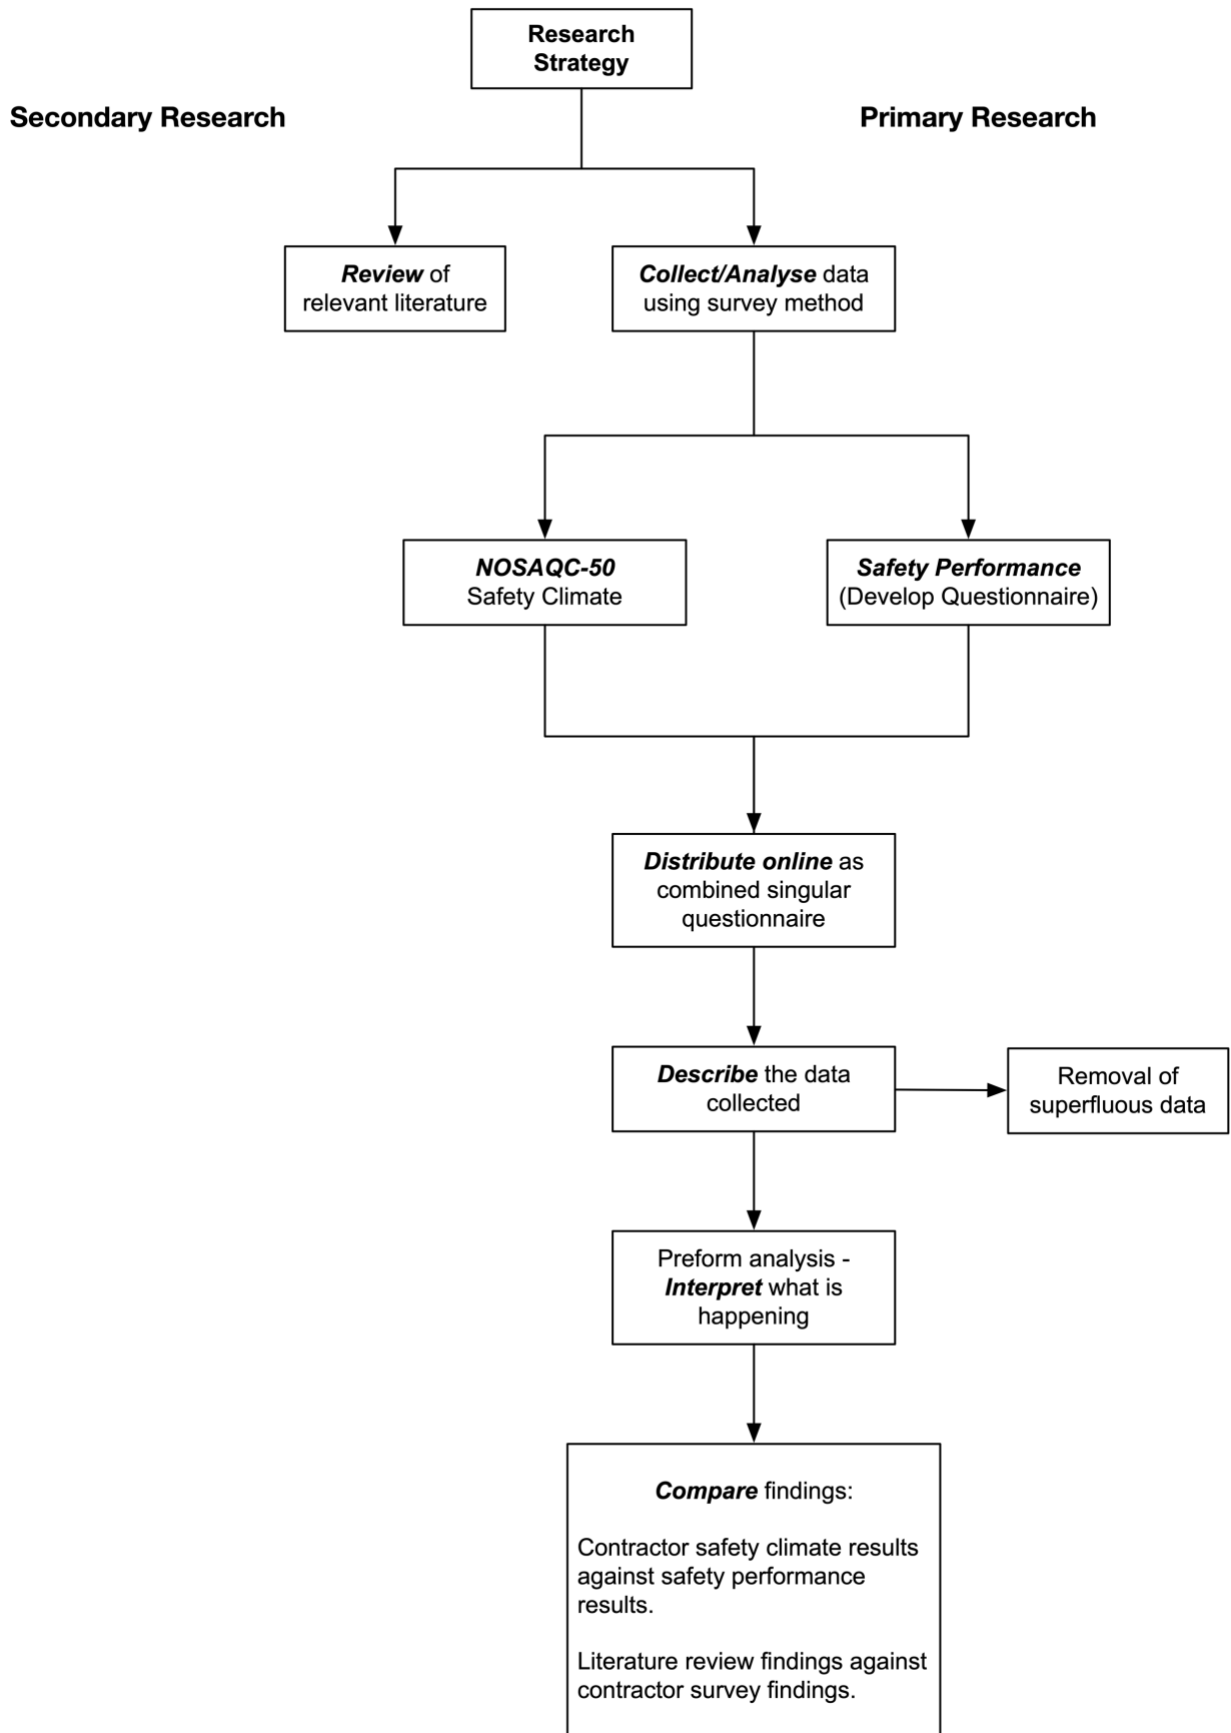 Research
Strategy
Secondary Research
Primary Research
Review of
relevant literature
Collect/Analyse data
using survey method
NOSAQC-50
Safety Climate
Safety Performance
(Develop Questionnaire)
Distribute online as
combined singular
questionnaire
Describe the data
collected
Removal of
superfluous data
Preform analysis -
Interpret what is
happening
Compare findings:
Contractor safety climate results
against safety performance
results.
Literature review findings against
contractor survey findings.